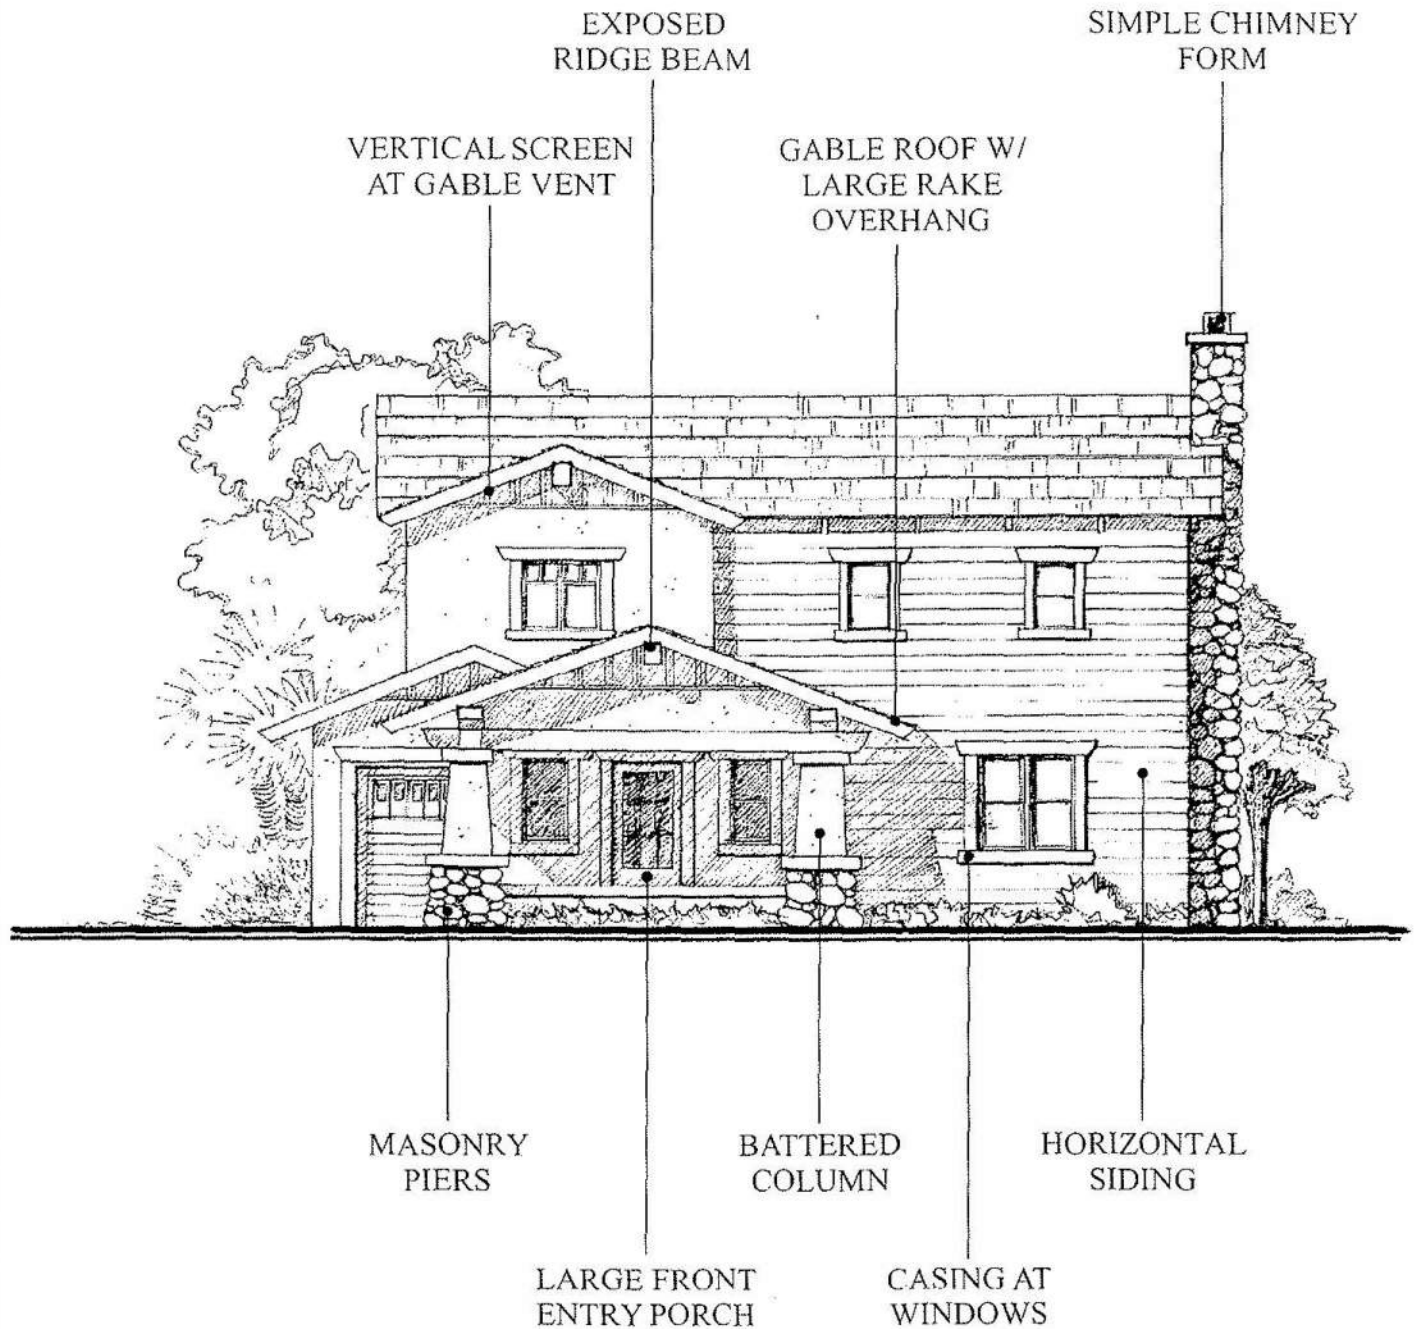 EXPOSED
RIDGE BEAM
SIMPLE CHIMNEY
FORM
VERTICAL SCREEN
AT GABLE VENT
GABLE ROOF W/
LARGE RAKE
OVERHANG
MASONRY
PIERS
BATTERED
COLUMN
HORIZONTAL
SIDING
LARGE FRONT
ENTRY PORCH
CASING AT
WINDOWS